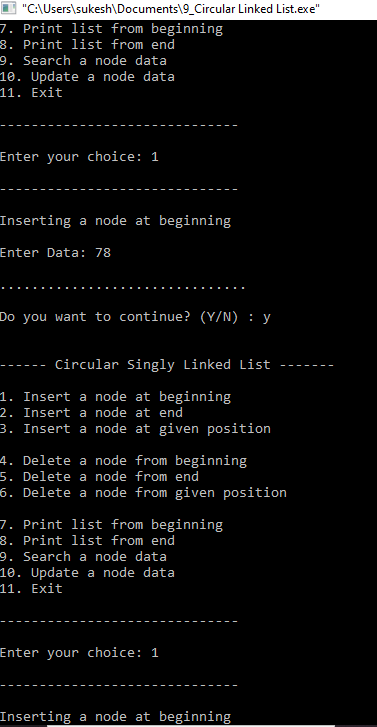 "C:\Users\sukesh\Documents\9_Circular Linked List.exe"
7. Print list from beginning
8. Print list from end
9. Search a node data
10. Update a node data
11. Exit
------------------------------
Enter your choice: 1
------------------------------
Inserting a node at beginning
Enter Data: 78
...............................
Do you want to continue? (Y/N) : y
------ Circular Singly Linked List -------
1. Insert a node at beginning
2. Insert a node at end
3. Insert a node at given position
4. Delete a node from beginning
5. Delete a node from end
6. Delete a node from given position
7. Print list from beginning
8. Print list from end
9. Search a node data
10. Update a node data
11. Exit
------------------------------
Enter your choice: 1
------------------------------
Inserting a node at beginning